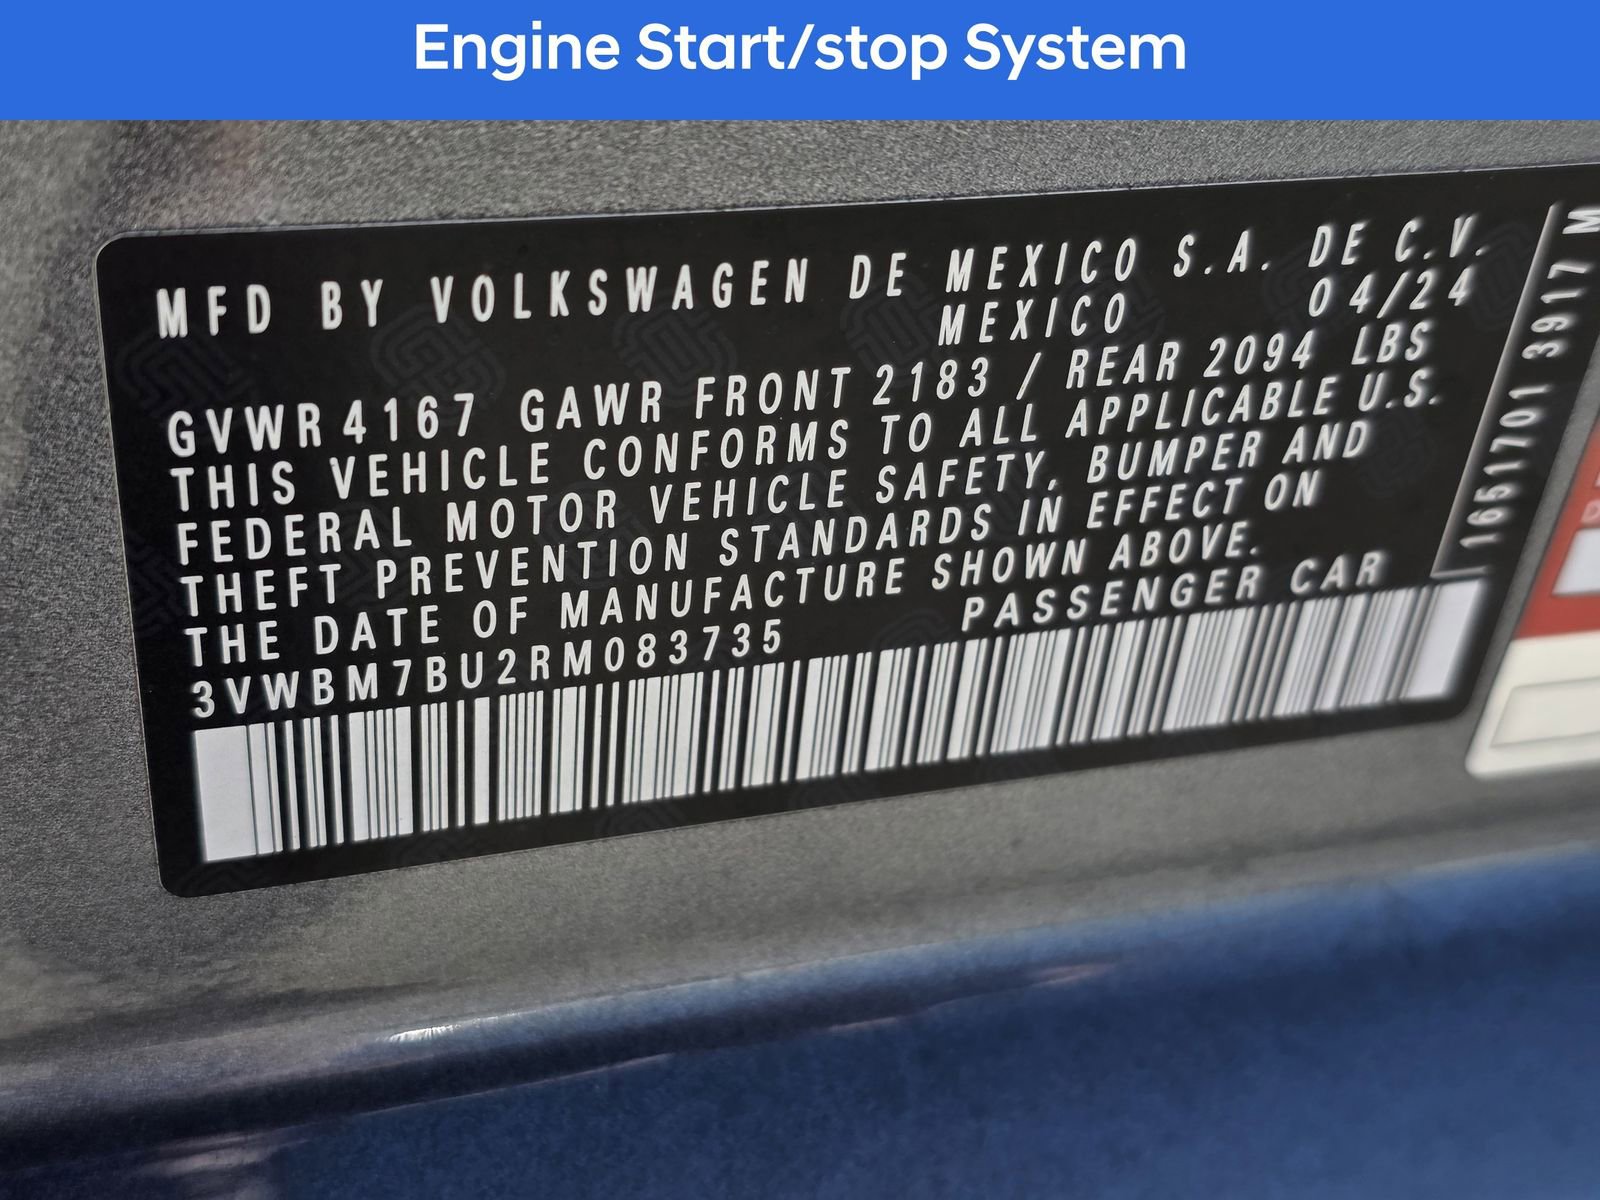 Engine Start/stop System
MFD BY VOLKSWAGEN DE MEXICO S.A. DE C.V.
MEXICO 04/24
GVWR 4167 GAWR FRONT 2183 / REAR 2094 LBS
THIS VEHICLE CONFORMS TO ALL APPLICABLE U.S.
FEDERAL MOTOR VEHICLE SAFETY, BUMPER AND
THEFT PREVENTION STANDARDS IN EFFECT ON
THE DATE OF MANUFACTURE SHOWN ABOVE.
3VWBM7BU2RM083735 PASSENGER CAR
1651701 3917 M